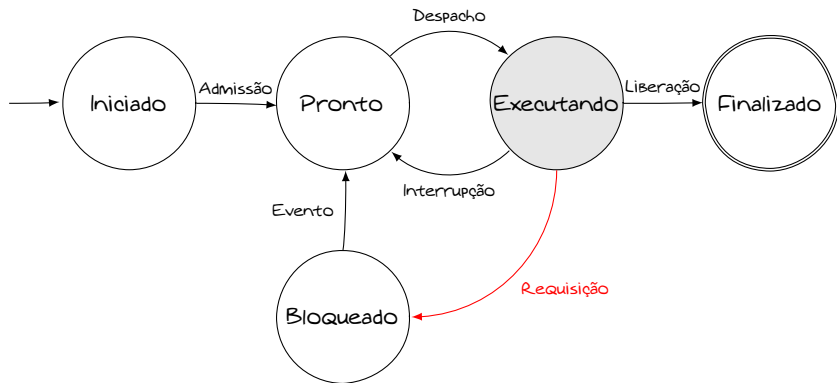 Despacho
Admissão
Liberação
Iniciado
Pronto
Executando
Finalizado
Interrupção
Evento
Requisição
Bloqueado